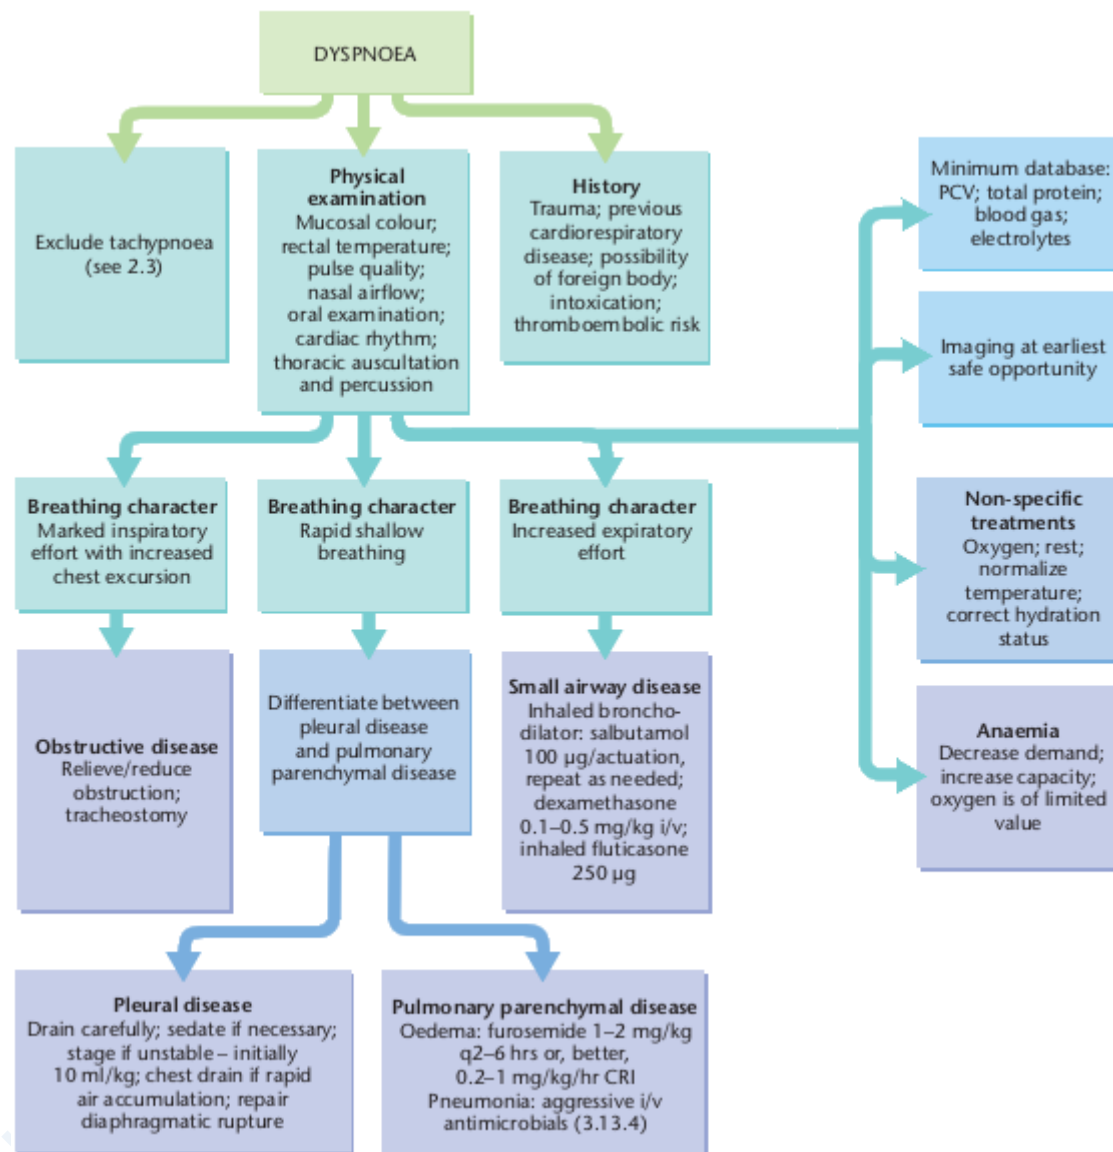 DYSPNOEA
Exclude tachypnoea
(see 2.3)
Physical
examination
Mucosal colour;
rectal temperature;
pulse quality;
nasal airflow;
oral examination;
cardiac rhythm;
thoracic auscultation
and percussion
History
Trauma; previous
cardiorespiratory
disease; possibility
of foreign body;
intoxication;
thromboembolic risk
Minimum database:
PCV; total protein;
blood gas;
electrolytes
Imaging at earliest
safe opportunity
Breathing character
Marked inspiratory
effort with increased
chest excursion
Breathing character
Rapid shallow
breathing
Breathing character
Increased expiratory
effort
Non-specific
treatments
Oxygen; rest;
normalize
temperature;
correct hydration
status
Obstructive disease
Relieve/reduce
obstruction;
tracheostomy
Differentiate between
pleural disease
and pulmonary
parenchymal disease
Small airway disease
Inhaled broncho-
dilator: salbutamol
100 µg/actuation,
repeat as needed;
dexamethasone
0.1–0.5 mg/kg i/v;
inhaled fluticasone
250 µg
Anaemia
Decrease demand;
increase capacity;
oxygen is of limited
value
Pleural disease
Drain carefully; sedate if necessary;
stage if unstable – initially
10 ml/kg; chest drain if rapid
air accumulation; repair
diaphragmatic rupture
Pulmonary parenchymal disease
Oedema: furosemide 1–2 mg/kg
q2–6 hrs or, better,
0.2–1 mg/kg/hr CRI
Pneumonia: aggressive i/v
antimicrobials (3.13.4)